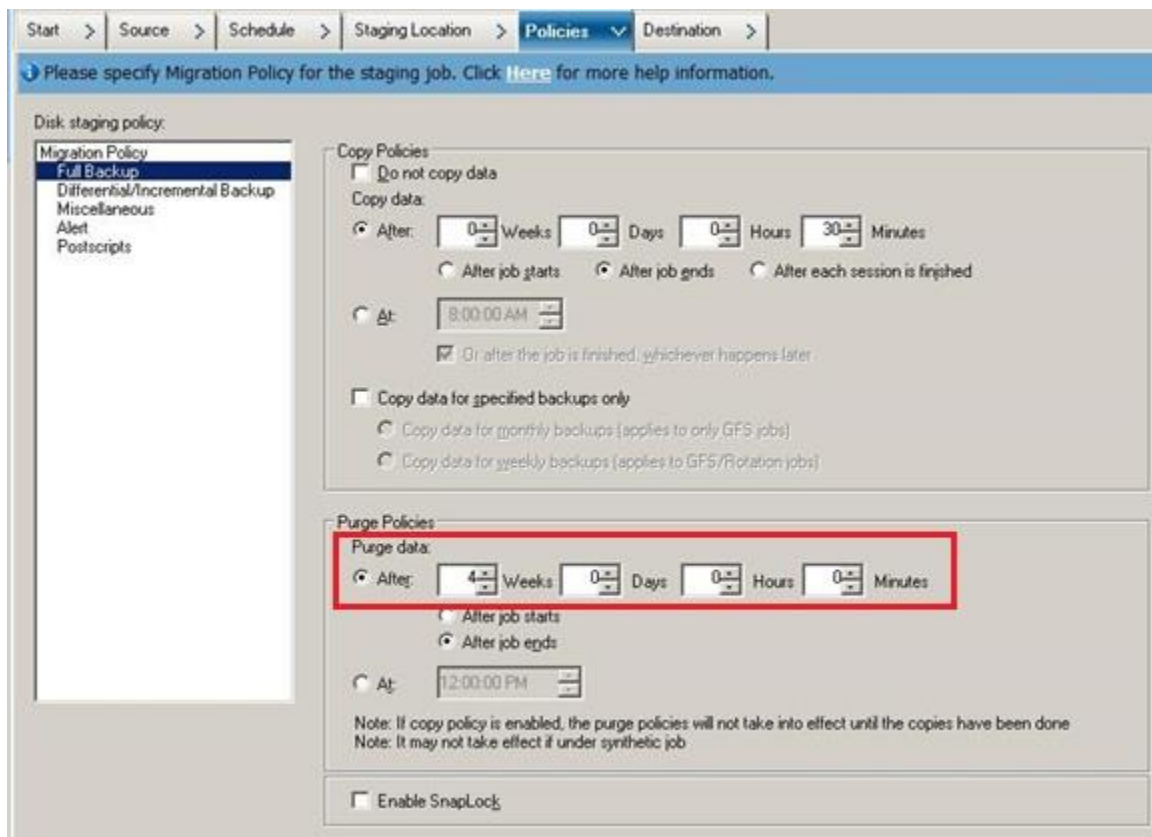 Start > Source > Schedule > Staging Location > Policies Destination >
Please specify Migration Policy for the staging job. Click Here for more help information.
Disk staging policy:
Migration Policy
Full Backup
Differential/Incremental Backup
Miscellaneous
Alert
Postscripts
Copy Policies
Do not copy data
Copy data:
After: 0 Weeks 0 Days 0 Hours 30 Minutes
After job starts After job ends After each session is finished
At: 8:00:00 AM
Or after the job is finished, whichever happens later
Copy data for specified backups only
Copy data for monthly backups (applies to only GFS jobs)
Copy data for weekly backups (applies to GFS/Rotation jobs)
Purge Policies
Purge data:
After: 4 Weeks 0 Days 0 Hours 0 Minutes
After job starts
After job ends
At: 12:00:00 PM
Note: If copy policy is enabled, the purge policies will not take into effect until the copies have been done
Note: It may not take effect if under synthetic job
Enable SnapLock